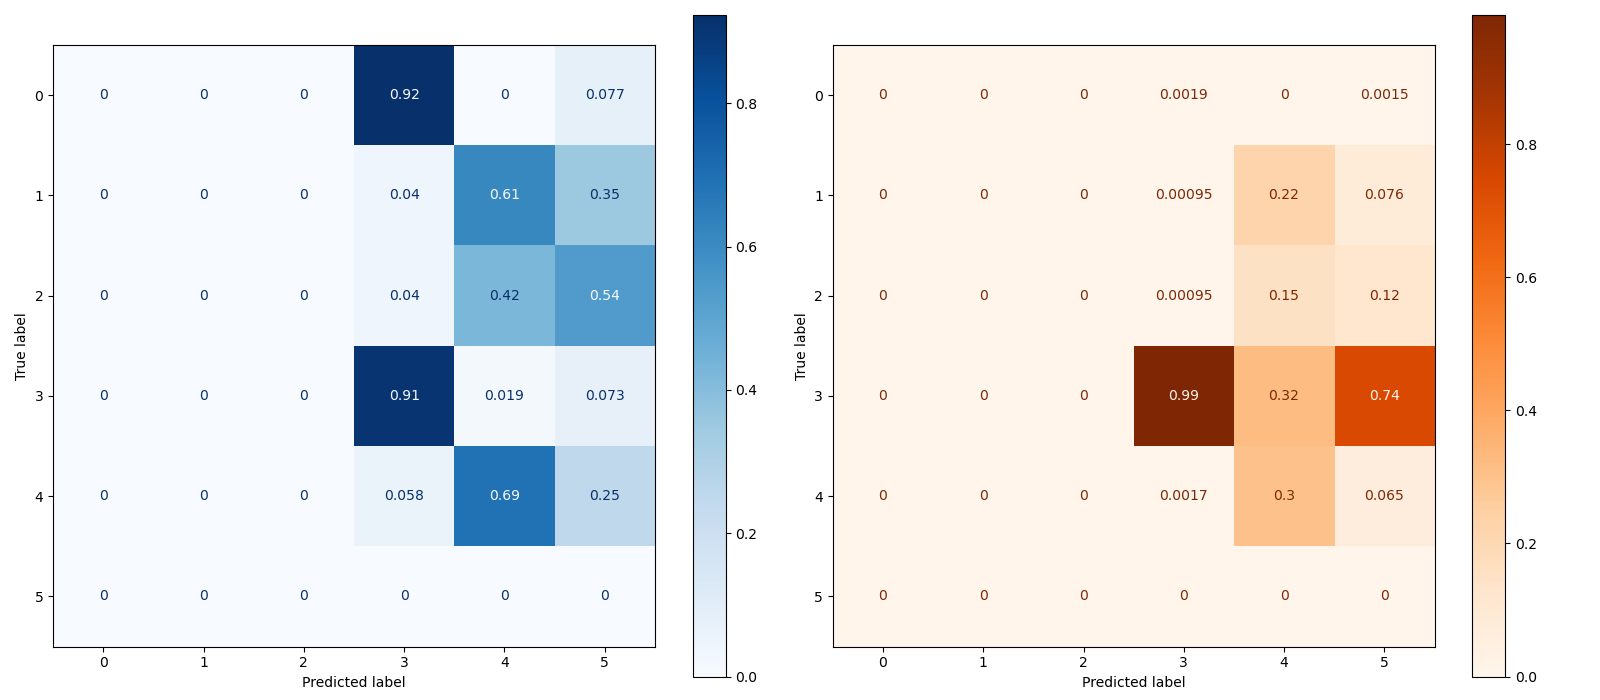 0 0 0 0 0.92 0 0.077
1 0 0 0 0.04 0.61 0.35
2 0 0 0 0.04 0.42 0.54
3 0 0 0 0.91 0.019 0.073
4 0 0 0 0.058 0.69 0.25
5 0 0 0 0 0 0
0 1 2 3 4 5
Predicted label
True label
0.8
0.6
0.4
0.2
0.0
0 0 0 0 0.0019 0 0.0015
1 0 0 0 0.00095 0.22 0.076
2 0 0 0 0.00095 0.15 0.12
3 0 0 0 0.99 0.32 0.74
4 0 0 0 0.0017 0.3 0.065
5 0 0 0 0 0 0
0 1 2 3 4 5
Predicted label
True label
0.8
0.6
0.4
0.2
0.0